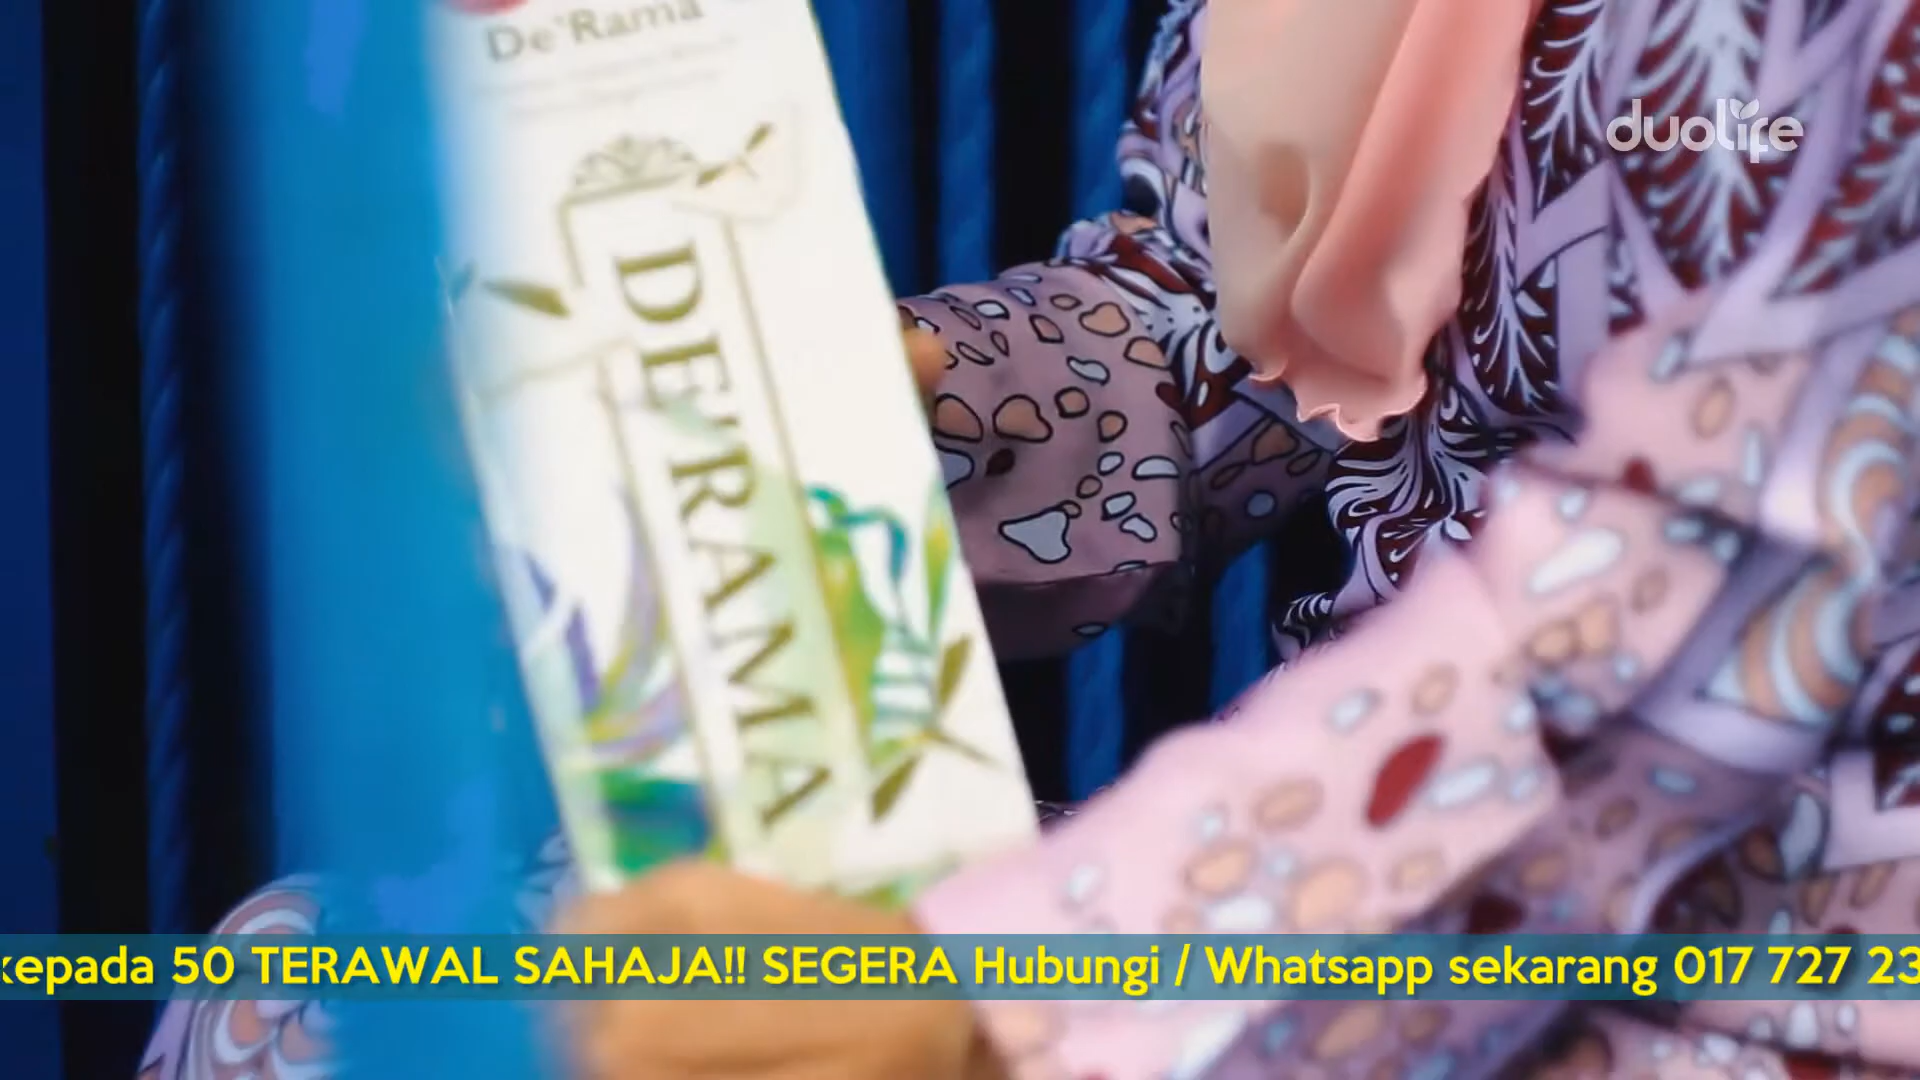 De'Rama
DE'RAMA
duolife
kepada 50 TERAWAL SAHAJA!! SEGERA Hubungi / Whatsapp sekarang 017 727 23